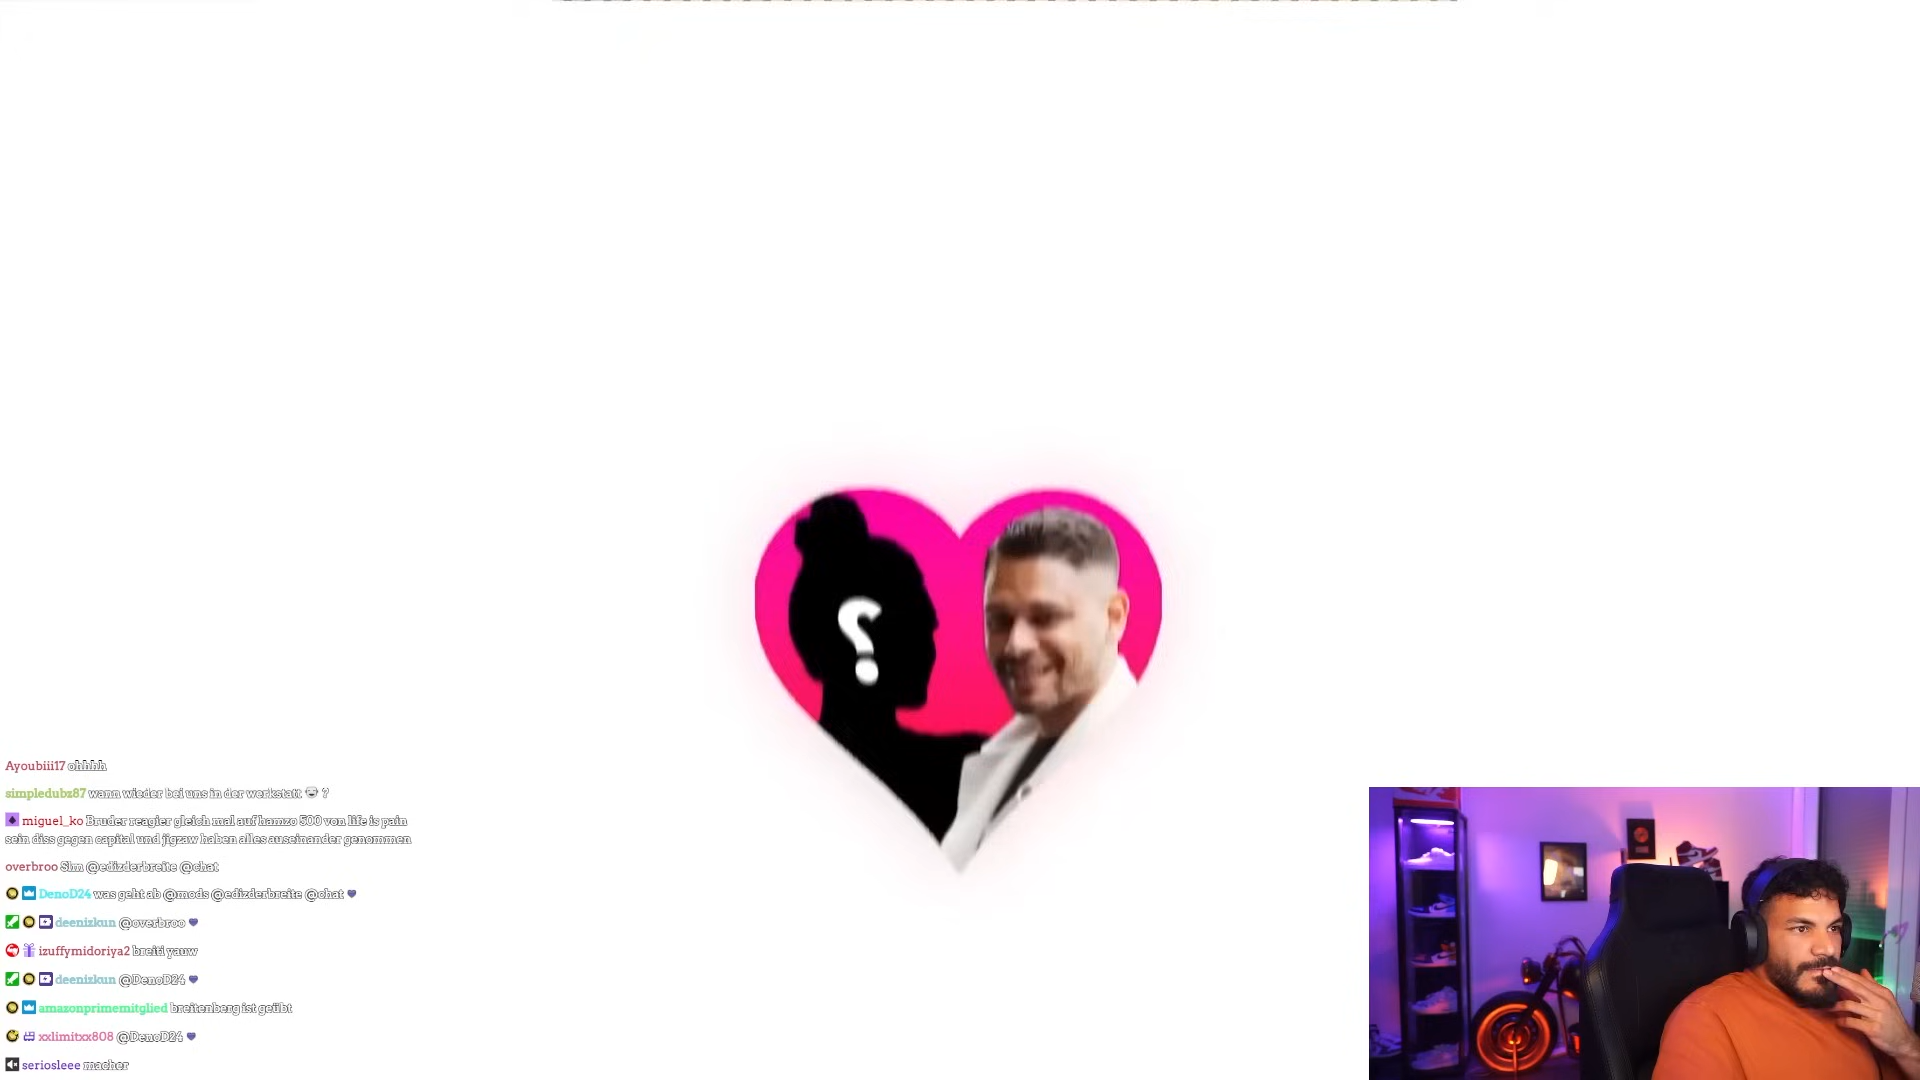 ?
Ayoubiii17 ohhhh
simpledubz87 wann wieder bei uns in der werkstatt ?
miguel_ko Bruder reagier gleich mal auf hamzo 500 von life is pain
sein diss gegen capital und jigzaw haben alles auseinander genommen
overbroo Slm @edizderbreite @chat
DenoD24 was geht ab @mods @edizderbreite @chat
deenizkun @overbroo
izuffymidoriya2 breiti yauw
deenizkun @DenoD24
amazonprimemitglied breitenberg ist geübt
xxlimitxx808 @DenoD24
seriosleee macher